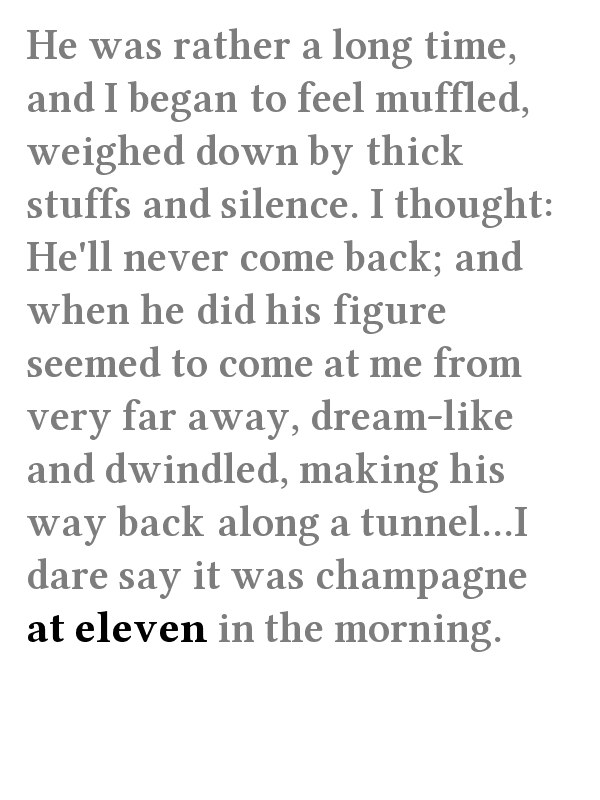 He was rather a long time,
and I began to feel muffled,
weighed down by thick
stuffs and silence. I thought:
He'll never come back; and
when he did his figure
seemed to come at me from
very far away, dream-like
and dwindled, making his
way back along a tunnel...I
dare say it was champagne
at eleven in the morning.